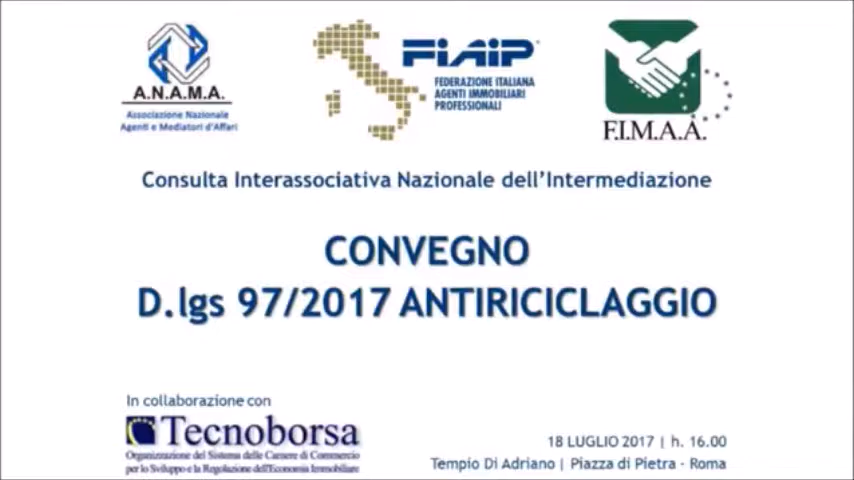 A.N.A.M.A.
Associazione Nazionale
Agenti e Mediatori d'Affari
FIAIP
FEDERAZIONE ITALIANA
AGENTI IMMOBILIARI
PROFESSIONALI
F.I.M.A.A.
Consulta Interassociativa Nazionale dell'Intermediazione
CONVEGNO
D.lgs 97/2017 ANTIRICICLAGGIO
In collaborazione con
Tecnoborsa
Organizzazione del Sistema delle Camere di Commercio
per lo Sviluppo e la Regolazione dell'Economia Immobiliare
18 LUGLIO 2017 | h. 16.00
Tempio Di Adriano | Piazza di Pietra - Roma